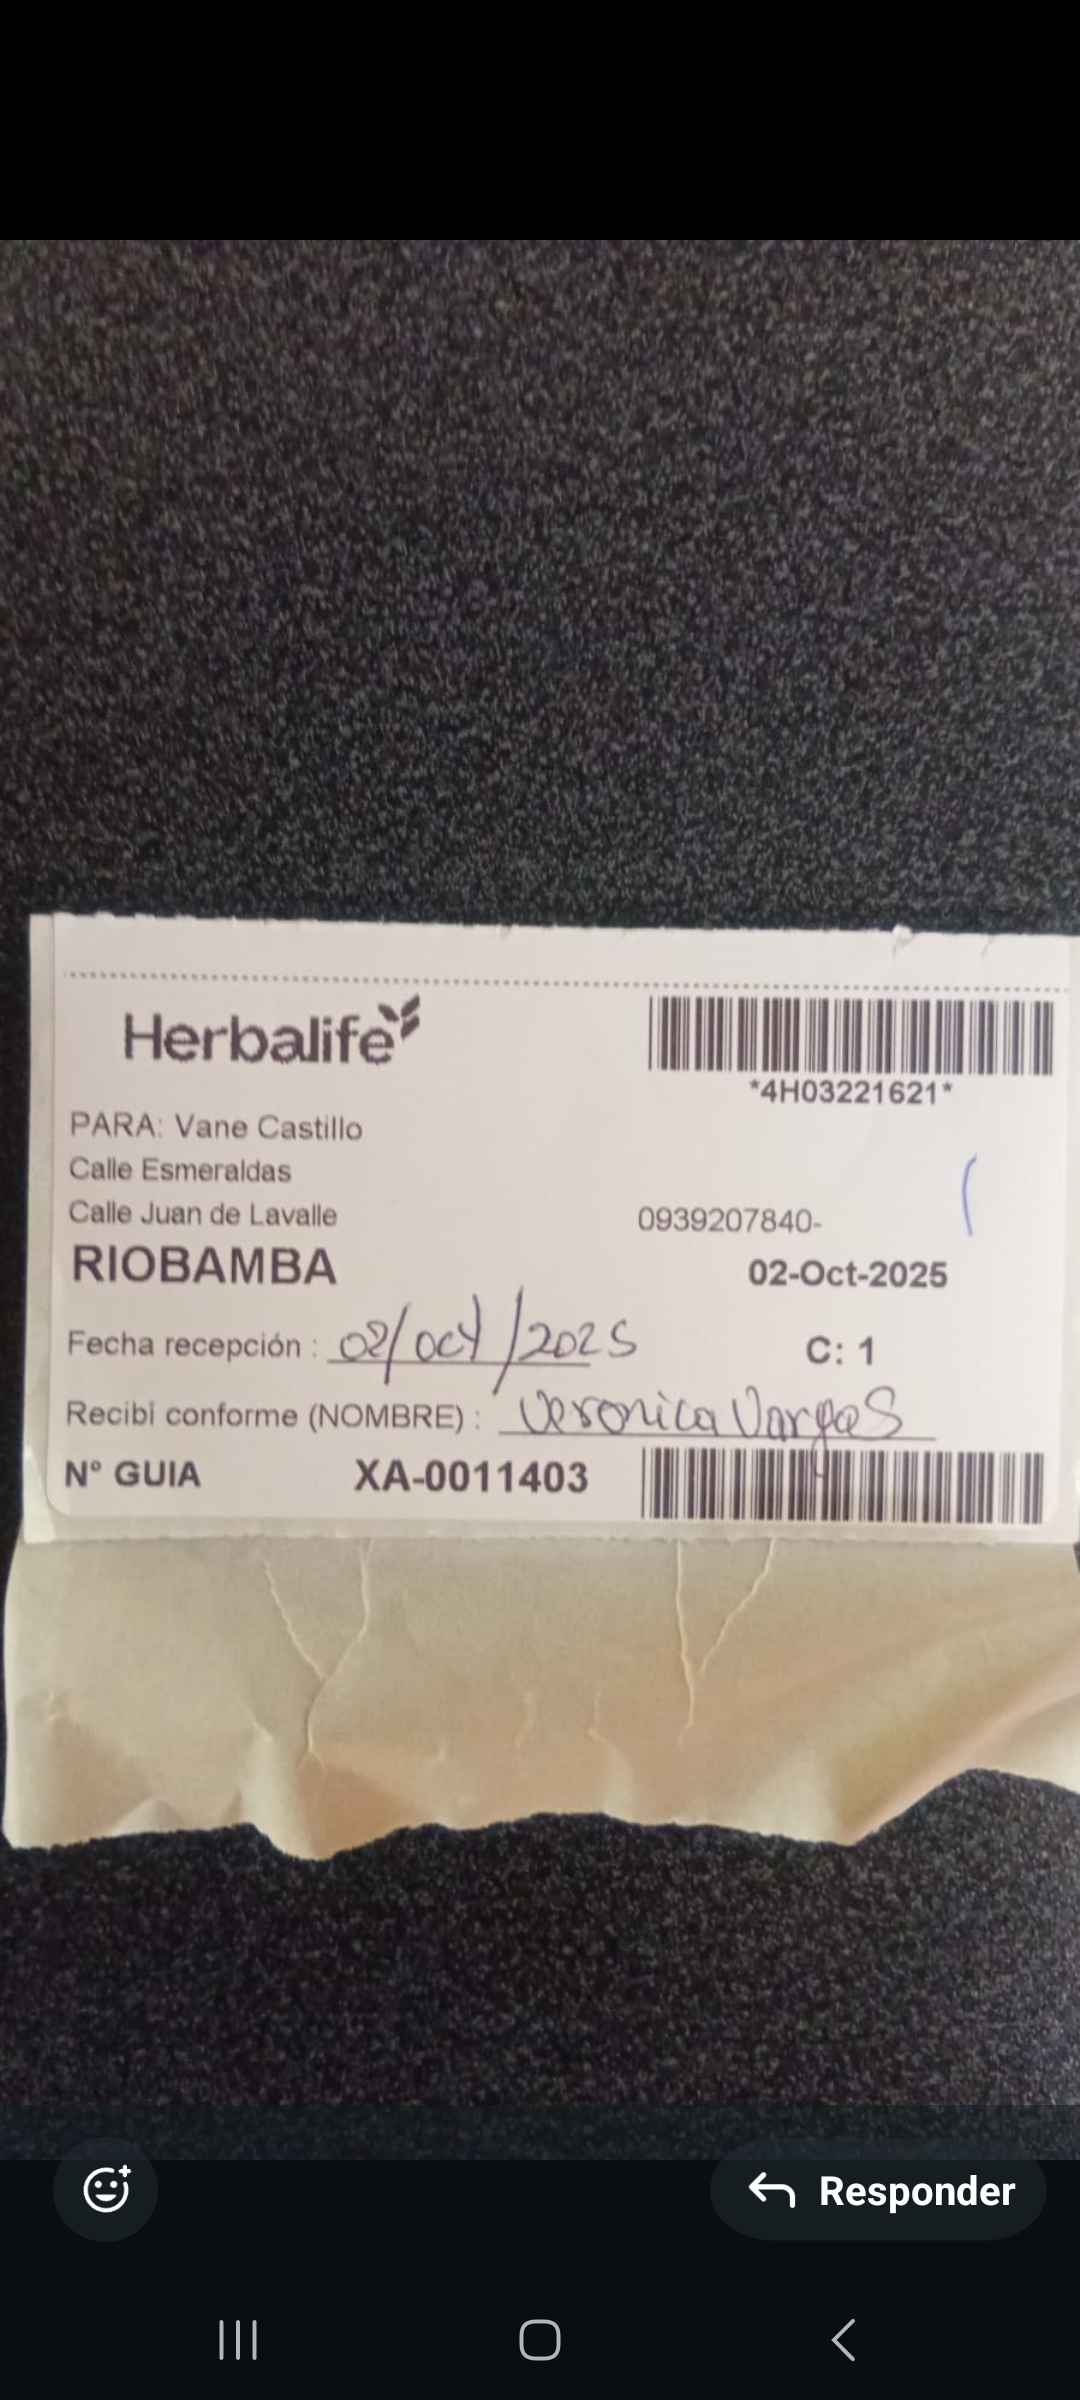 Herbalife
*4H03221621*
PARA: Vane Castillo
Calle Esmeraldas
Calle Juan de Lavalle
0939207840-
RIOBAMBA
02-Oct-2025
Fecha recepción : 02/oct/2025
C: 1
Recibí conforme (NOMBRE) : Veronica Vargas
N° GUIA XA-0011403
Responder